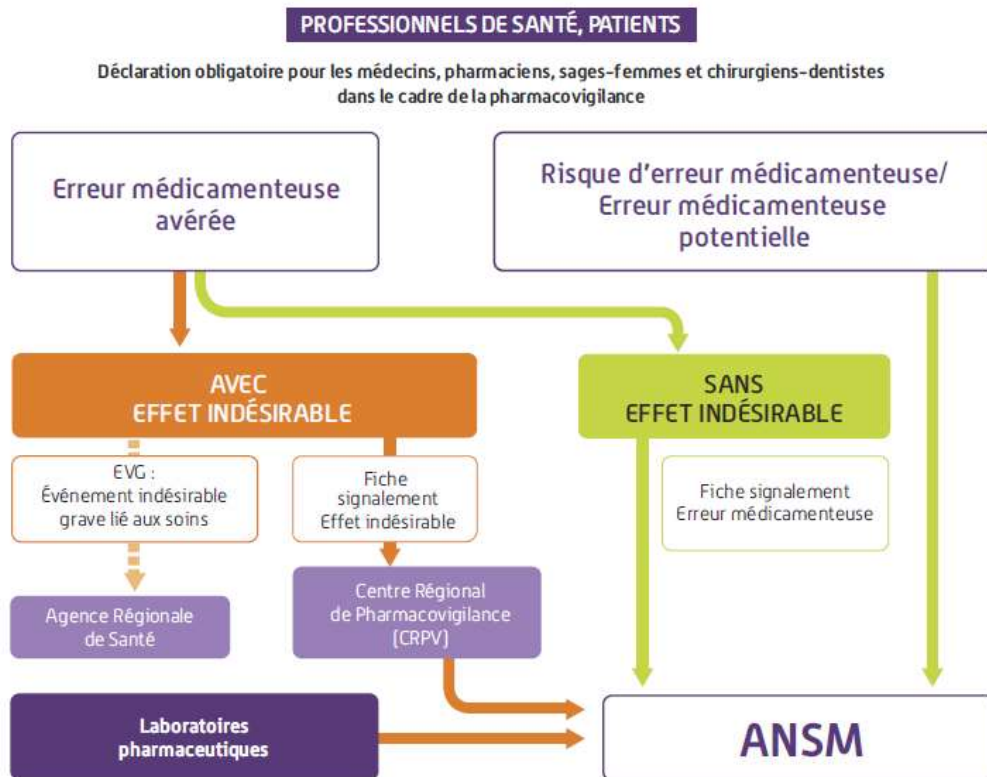 PROFESSIONNELS DE SANTÉ, PATIENTS
Déclaration obligatoire pour les médecins, pharmaciens, sages-femmes et chirurgiens-dentistes
dans le cadre de la pharmacovigilance
Erreur médicamenteuse
avérée
Risque d'erreur médicamenteuse/
Erreur médicamenteuse
potentielle
AVEC
EFFET INDÉSIRABLE
SANS
EFFET INDÉSIRABLE
EVG :
Événement indésirable
grave lié aux soins
Fiche
signalement
Effet indésirable
Fiche signalement
Erreur médicamenteuse
Agence Régionale
de Santé
Centre Régional
de Pharmacovigilance
(CRPV)
Laboratoires
pharmaceutiques
ANSM